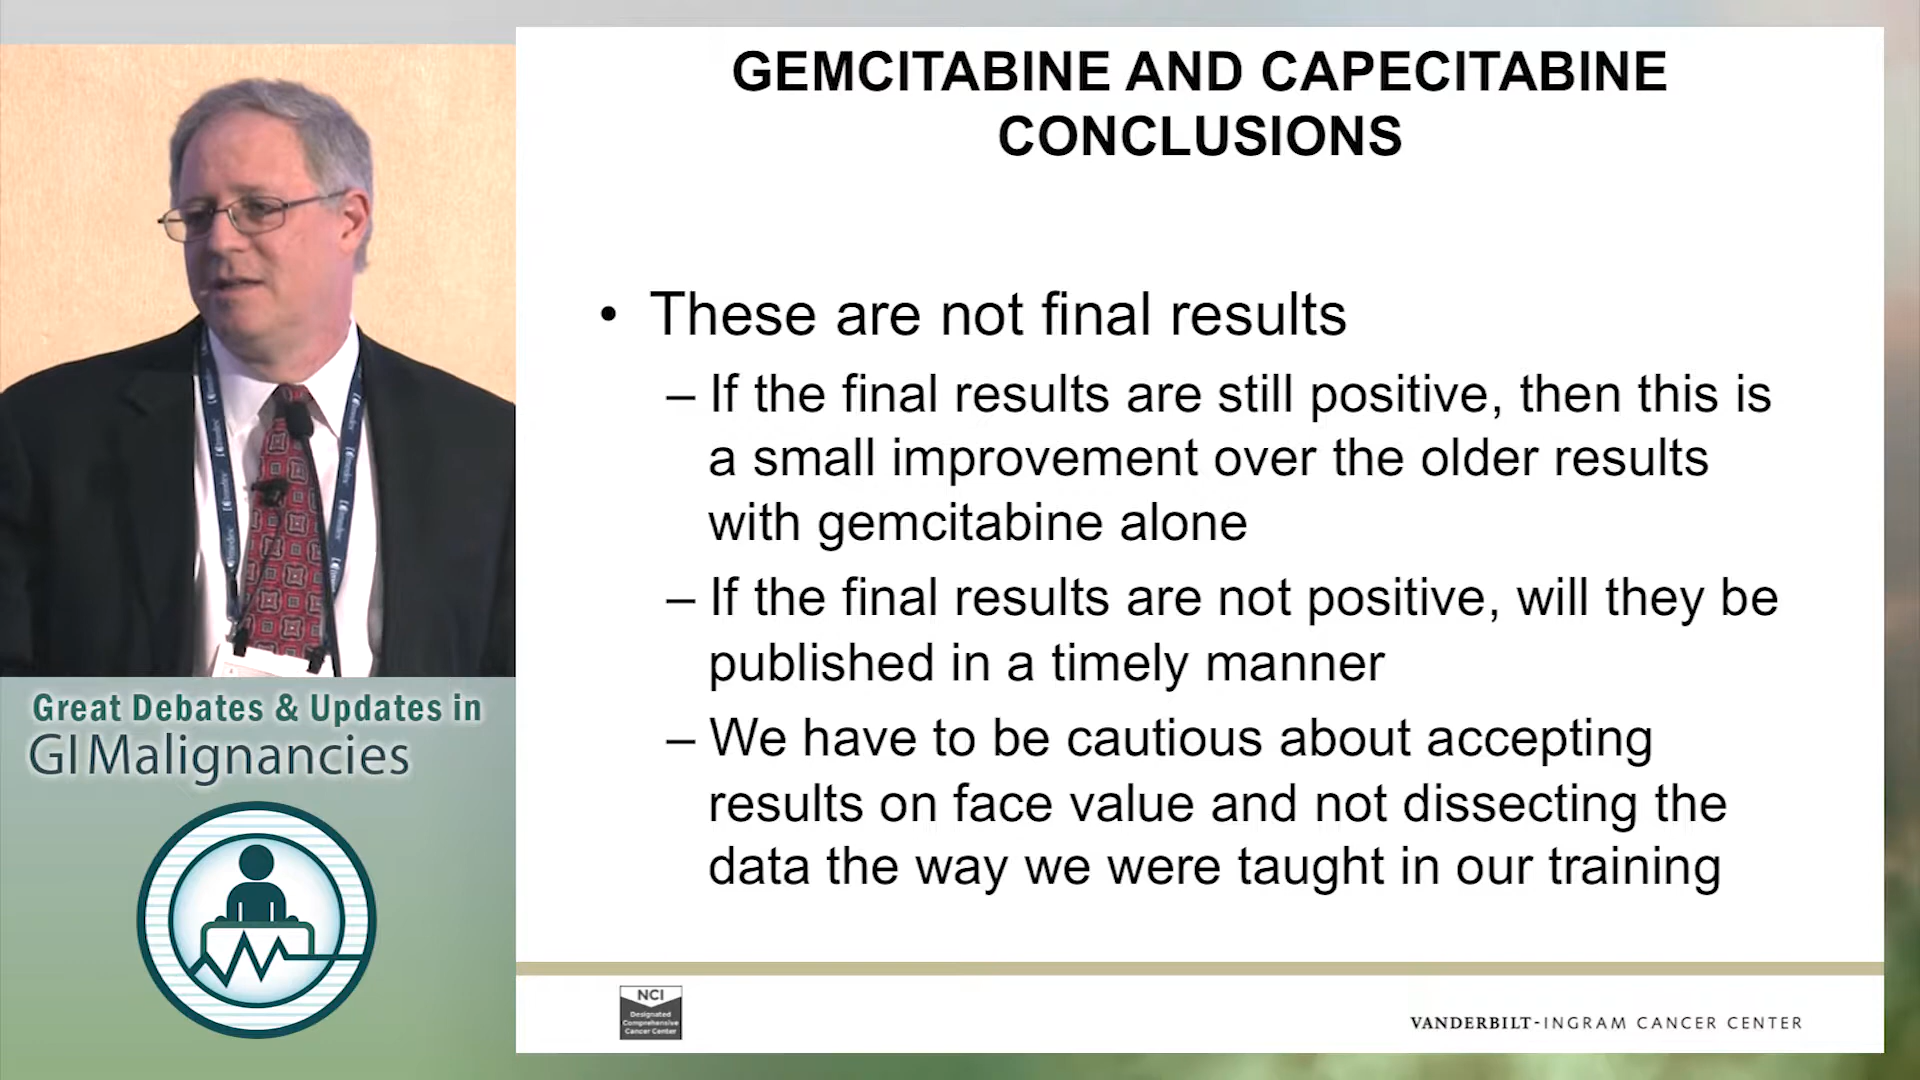 GEMCITABINE AND CAPECITABINE
CONCLUSIONS
• These are not final results
– If the final results are still positive, then this is
a small improvement over the older results
with gemcitabine alone
– If the final results are not positive, will they be
published in a timely manner
– We have to be cautious about accepting
results on face value and not dissecting the
data the way we were taught in our training
Great Debates & Updates in
GI Malignancies
NCI
Designated
Comprehensive
Cancer Center
VANDERBILT-INGRAM CANCER CENTER